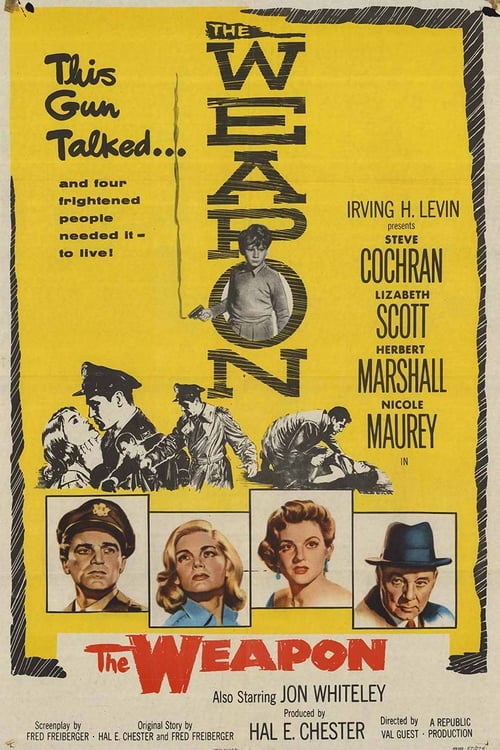 THE
WEAPON
This
Gun
Talked...
and four
frightened
people
needed it –
to live!
IRVING H. LEVIN
presents
STEVE
COCHRAN
LIZABETH
SCOTT
HERBERT
MARSHALL
NICOLE
MAUREY
IN
The WEAPON
Also Starring JON WHITELEY
Screenplay by
FRED FREIBERGER ·
Original Story by
HAL E. CHESTER and FRED FREIBERGER
Produced by
HAL E. CHESTER
Directed by
VAL GUEST ·
A REPUBLIC
PRODUCTION